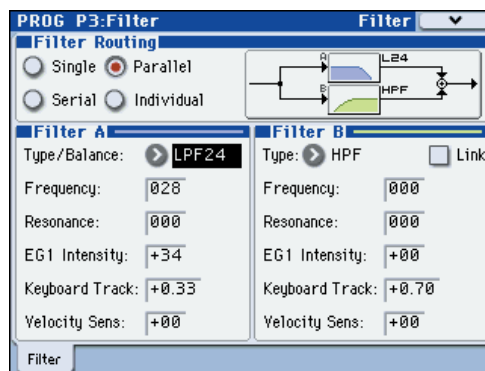 PROG P3:Filter Filter
Filter Routing
Single Parallel
Serial Individual
A L24
B HPF
Filter A
Type/Balance: LPF24
Frequency: 028
Resonance: 000
EG1 Intensity: +34
Keyboard Track: +0.33
Velocity Sens: +00
Filter B
Type: HPF Link
Frequency: 000
Resonance: 000
EG1 Intensity: +00
Keyboard Track: +0.70
Velocity Sens: +00
Filter